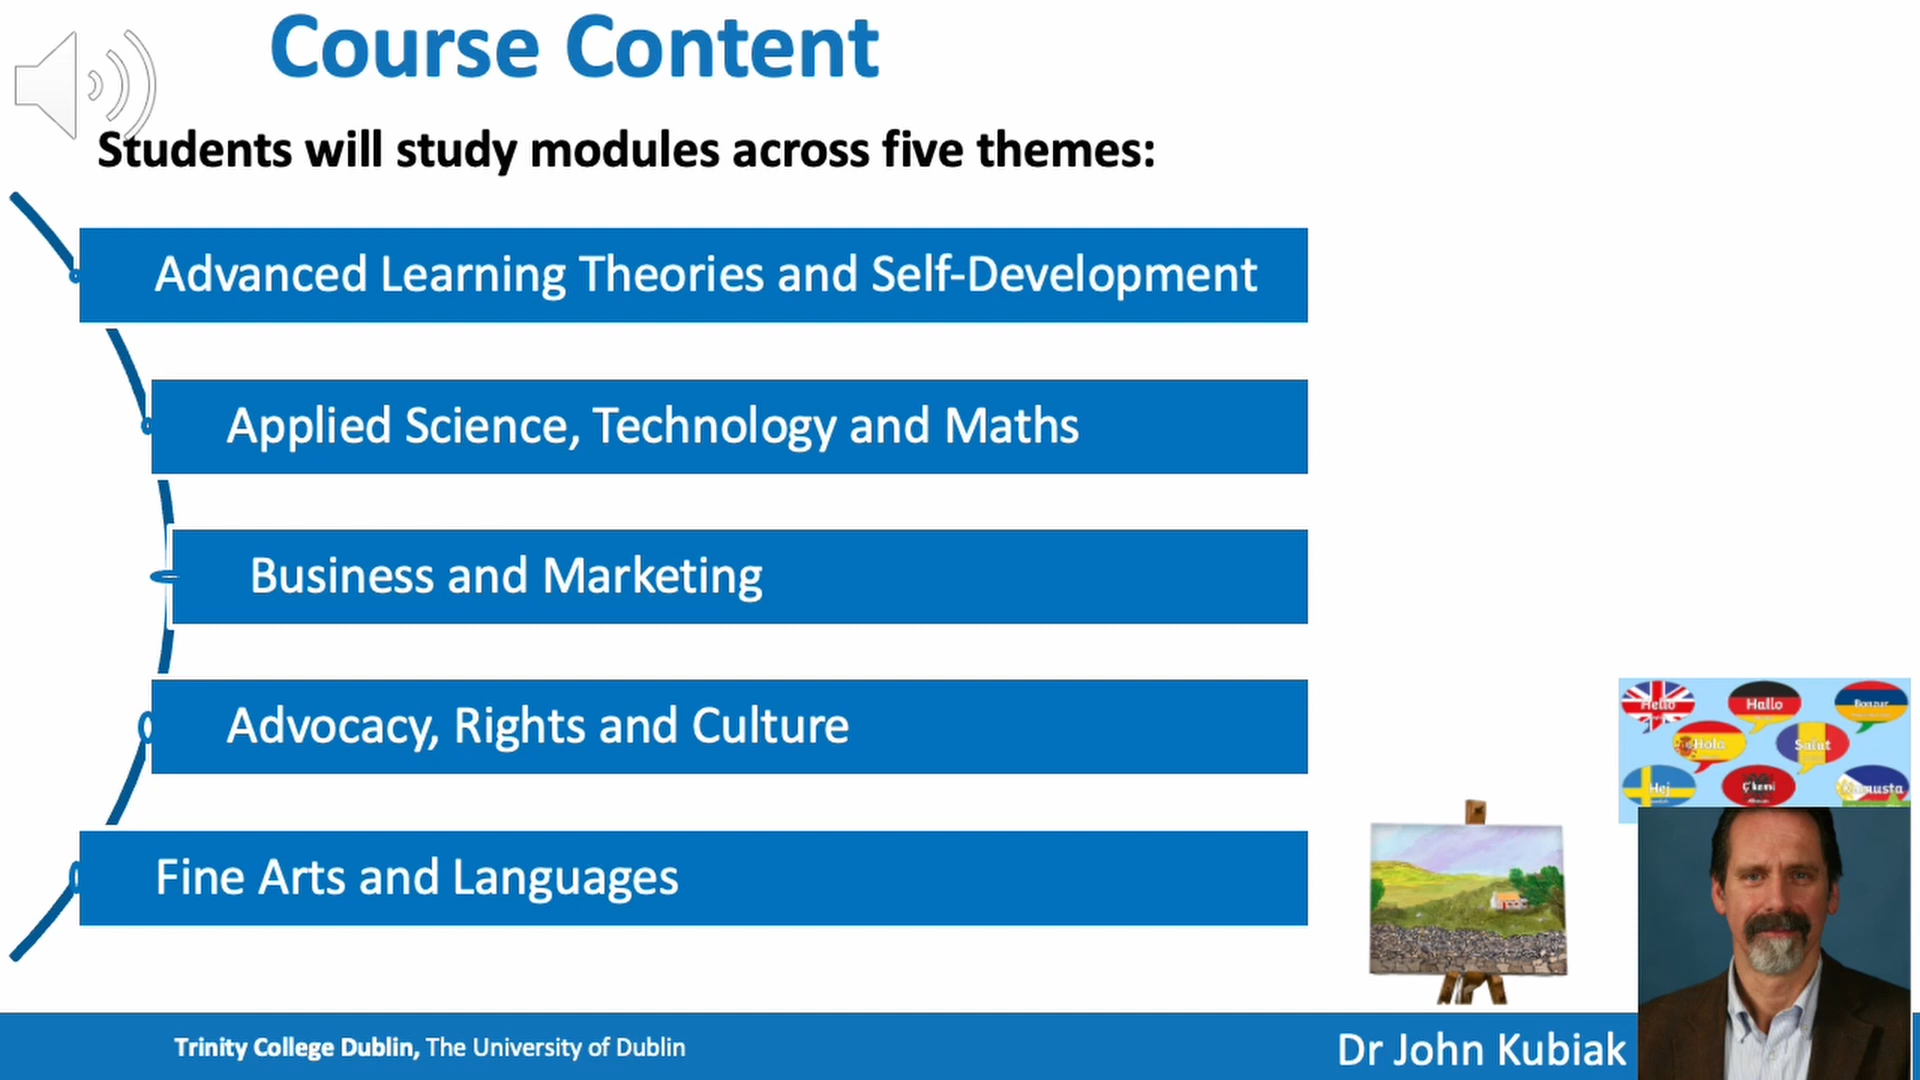 Course Content
Students will study modules across five themes:
Advanced Learning Theories and Self-Development
Applied Science, Technology and Maths
Business and Marketing
Advocacy, Rights and Culture
Fine Arts and Languages
Hello
Hallo
Hola
Salut
Hej
Trinity College Dublin, The University of Dublin
Dr John Kubiak